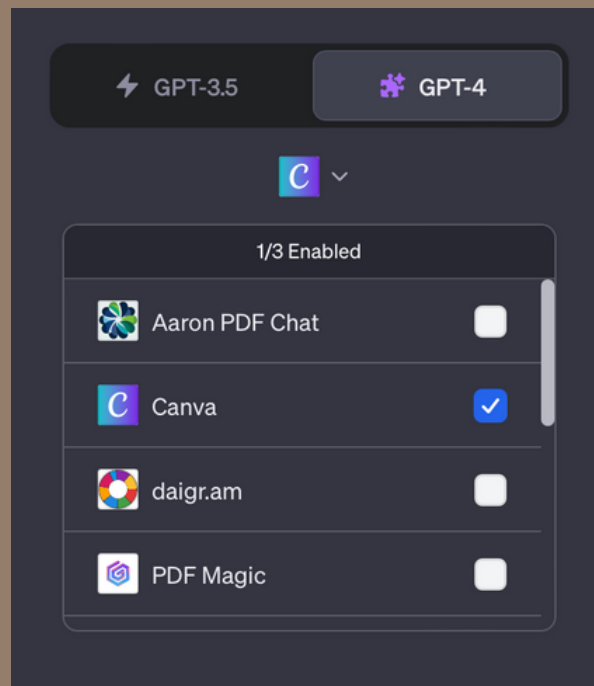 GPT-3.5 GPT-4
C
1/3 Enabled
Aaron PDF Chat
C Canva
daigr.am
PDF Magic